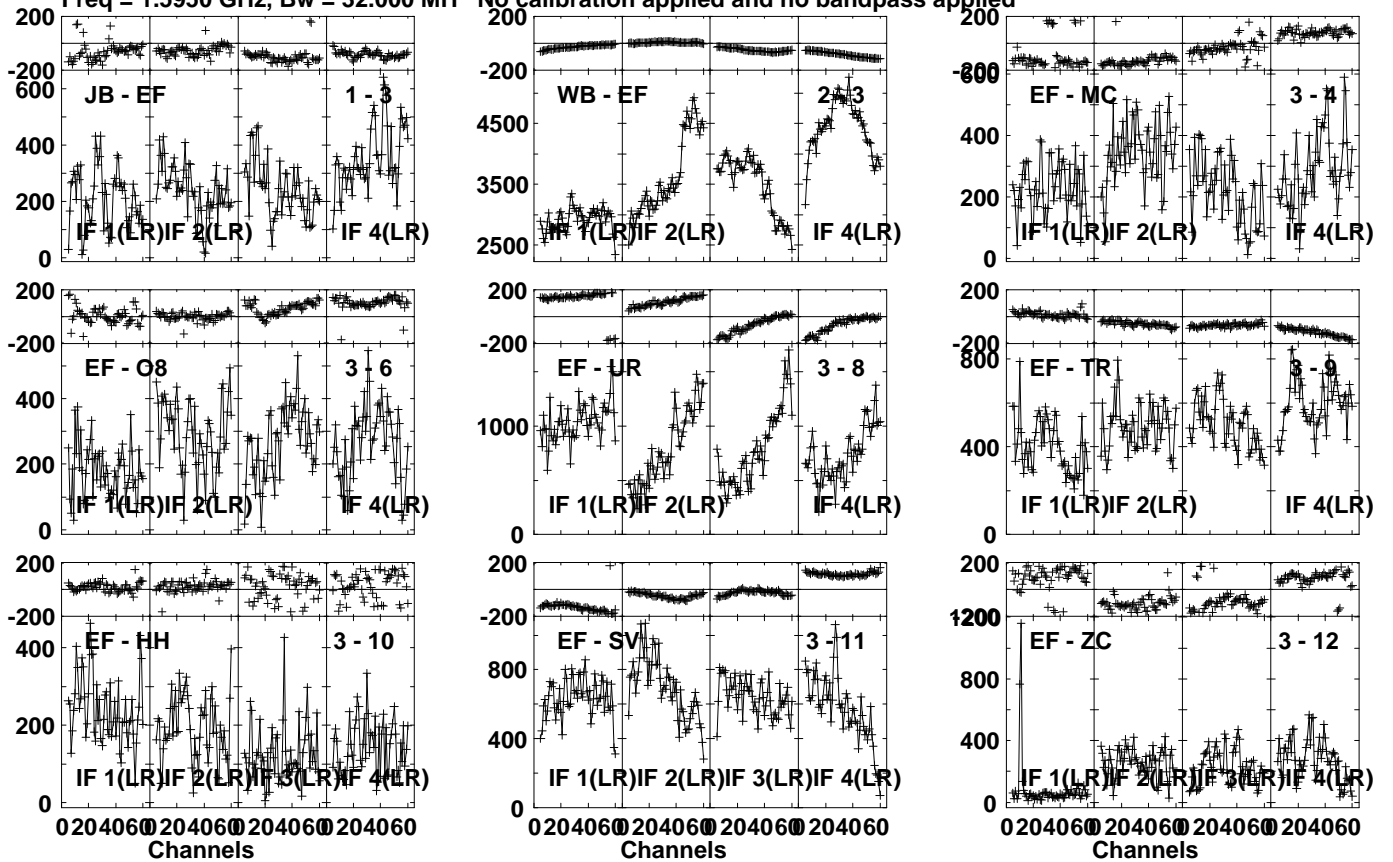 Freq = 1.5950 GHz, Bw = 32.000 MH No calibration applied and no bandpass applied
200
-200
JB - EF 1 - 3
600
400
200
0
IF 1(LR) IF 2(LR) IF 4(LR)
WB - EF 2 - 3
4500
3500
2500
IF 1(LR) IF 2(LR) IF 4(LR)
200
-200
EF - MC 3 - 4
600
400
200
0
IF 1(LR) IF 2(LR) IF 4(LR)
200
-200
EF - O8 3 - 6
400
200
0
IF 1(LR) IF 2(LR) IF 4(LR)
200
-200
EF - UR 3 - 8
1000
0
IF 1(LR) IF 2(LR) IF 4(LR)
200
-200
EF - TR 3 - 9
800
400
0
IF 1(LR) IF 2(LR) IF 4(LR)
200
-200
EF - HH 3 - 10
400
200
0
IF 1(LR) IF 2(LR) IF 3(LR) IF 4(LR)
0 20 40 60 0 20 40 60 0 20 40 60 0 20 40 60
Channels
200
-200
EF - SV 3 - 11
800
400
0
IF 1(LR) IF 2(LR) IF 3(LR) IF 4(LR)
0 20 40 60 0 20 40 60 0 20 40 60 0 20 40 60
Channels
200
-200
EF - ZC 3 - 12
1200
800
400
0
IF 1(LR) IF 2(LR) IF 3(LR) IF 4(LR)
0 20 40 60 0 20 40 60 0 20 40 60 0 20 40 60
Channels